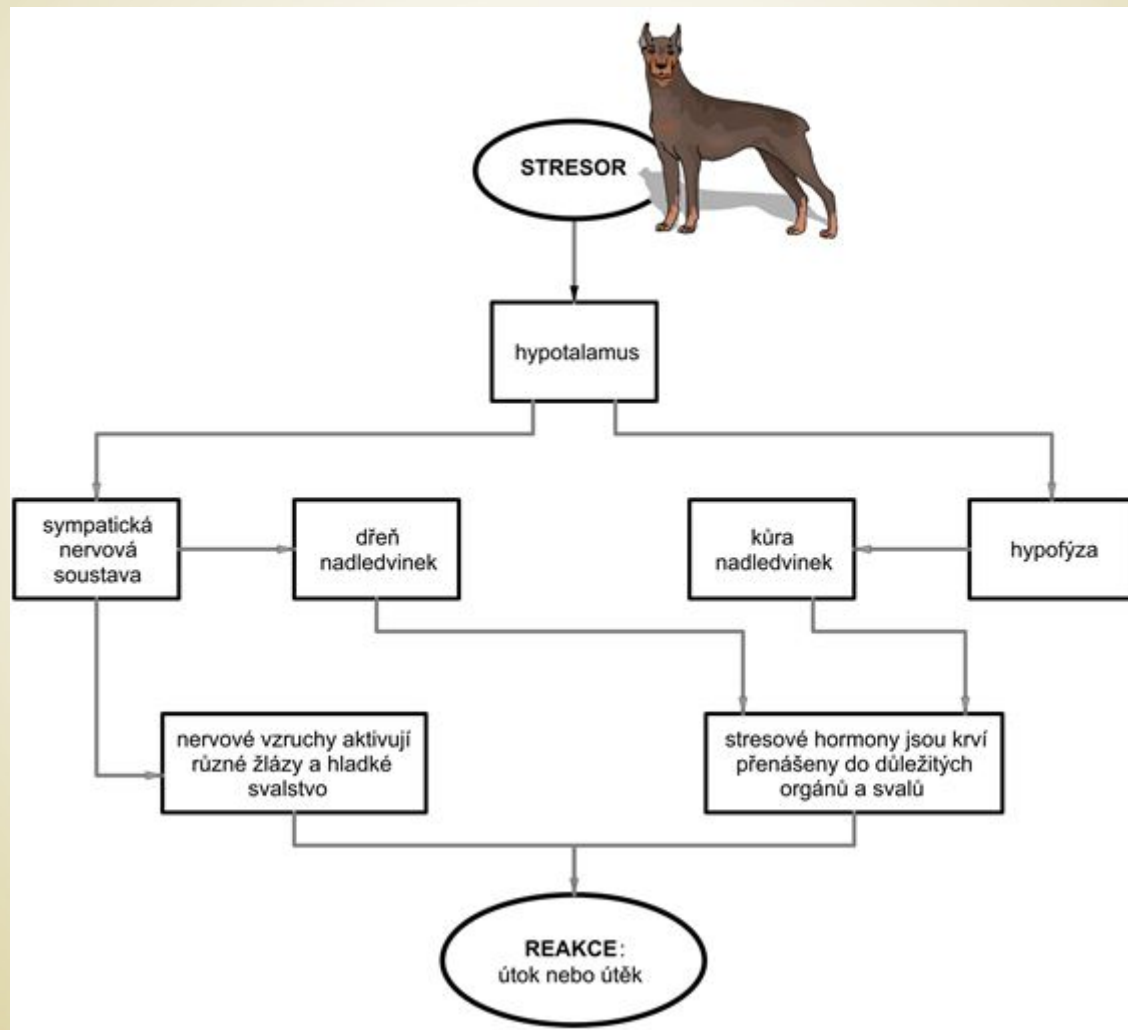 STRESOR
hypotalamus
sympatická
nervová
soustava
dřeň
nadledvinek
kůra
nadledvinek
hypofýza
nervové vzruchy aktivují
různé žlázy a hladké
svalstvo
stresové hormony jsou krví
přenášeny do důležitých
orgánů a svalů
REAKCE:
útok nebo útěk